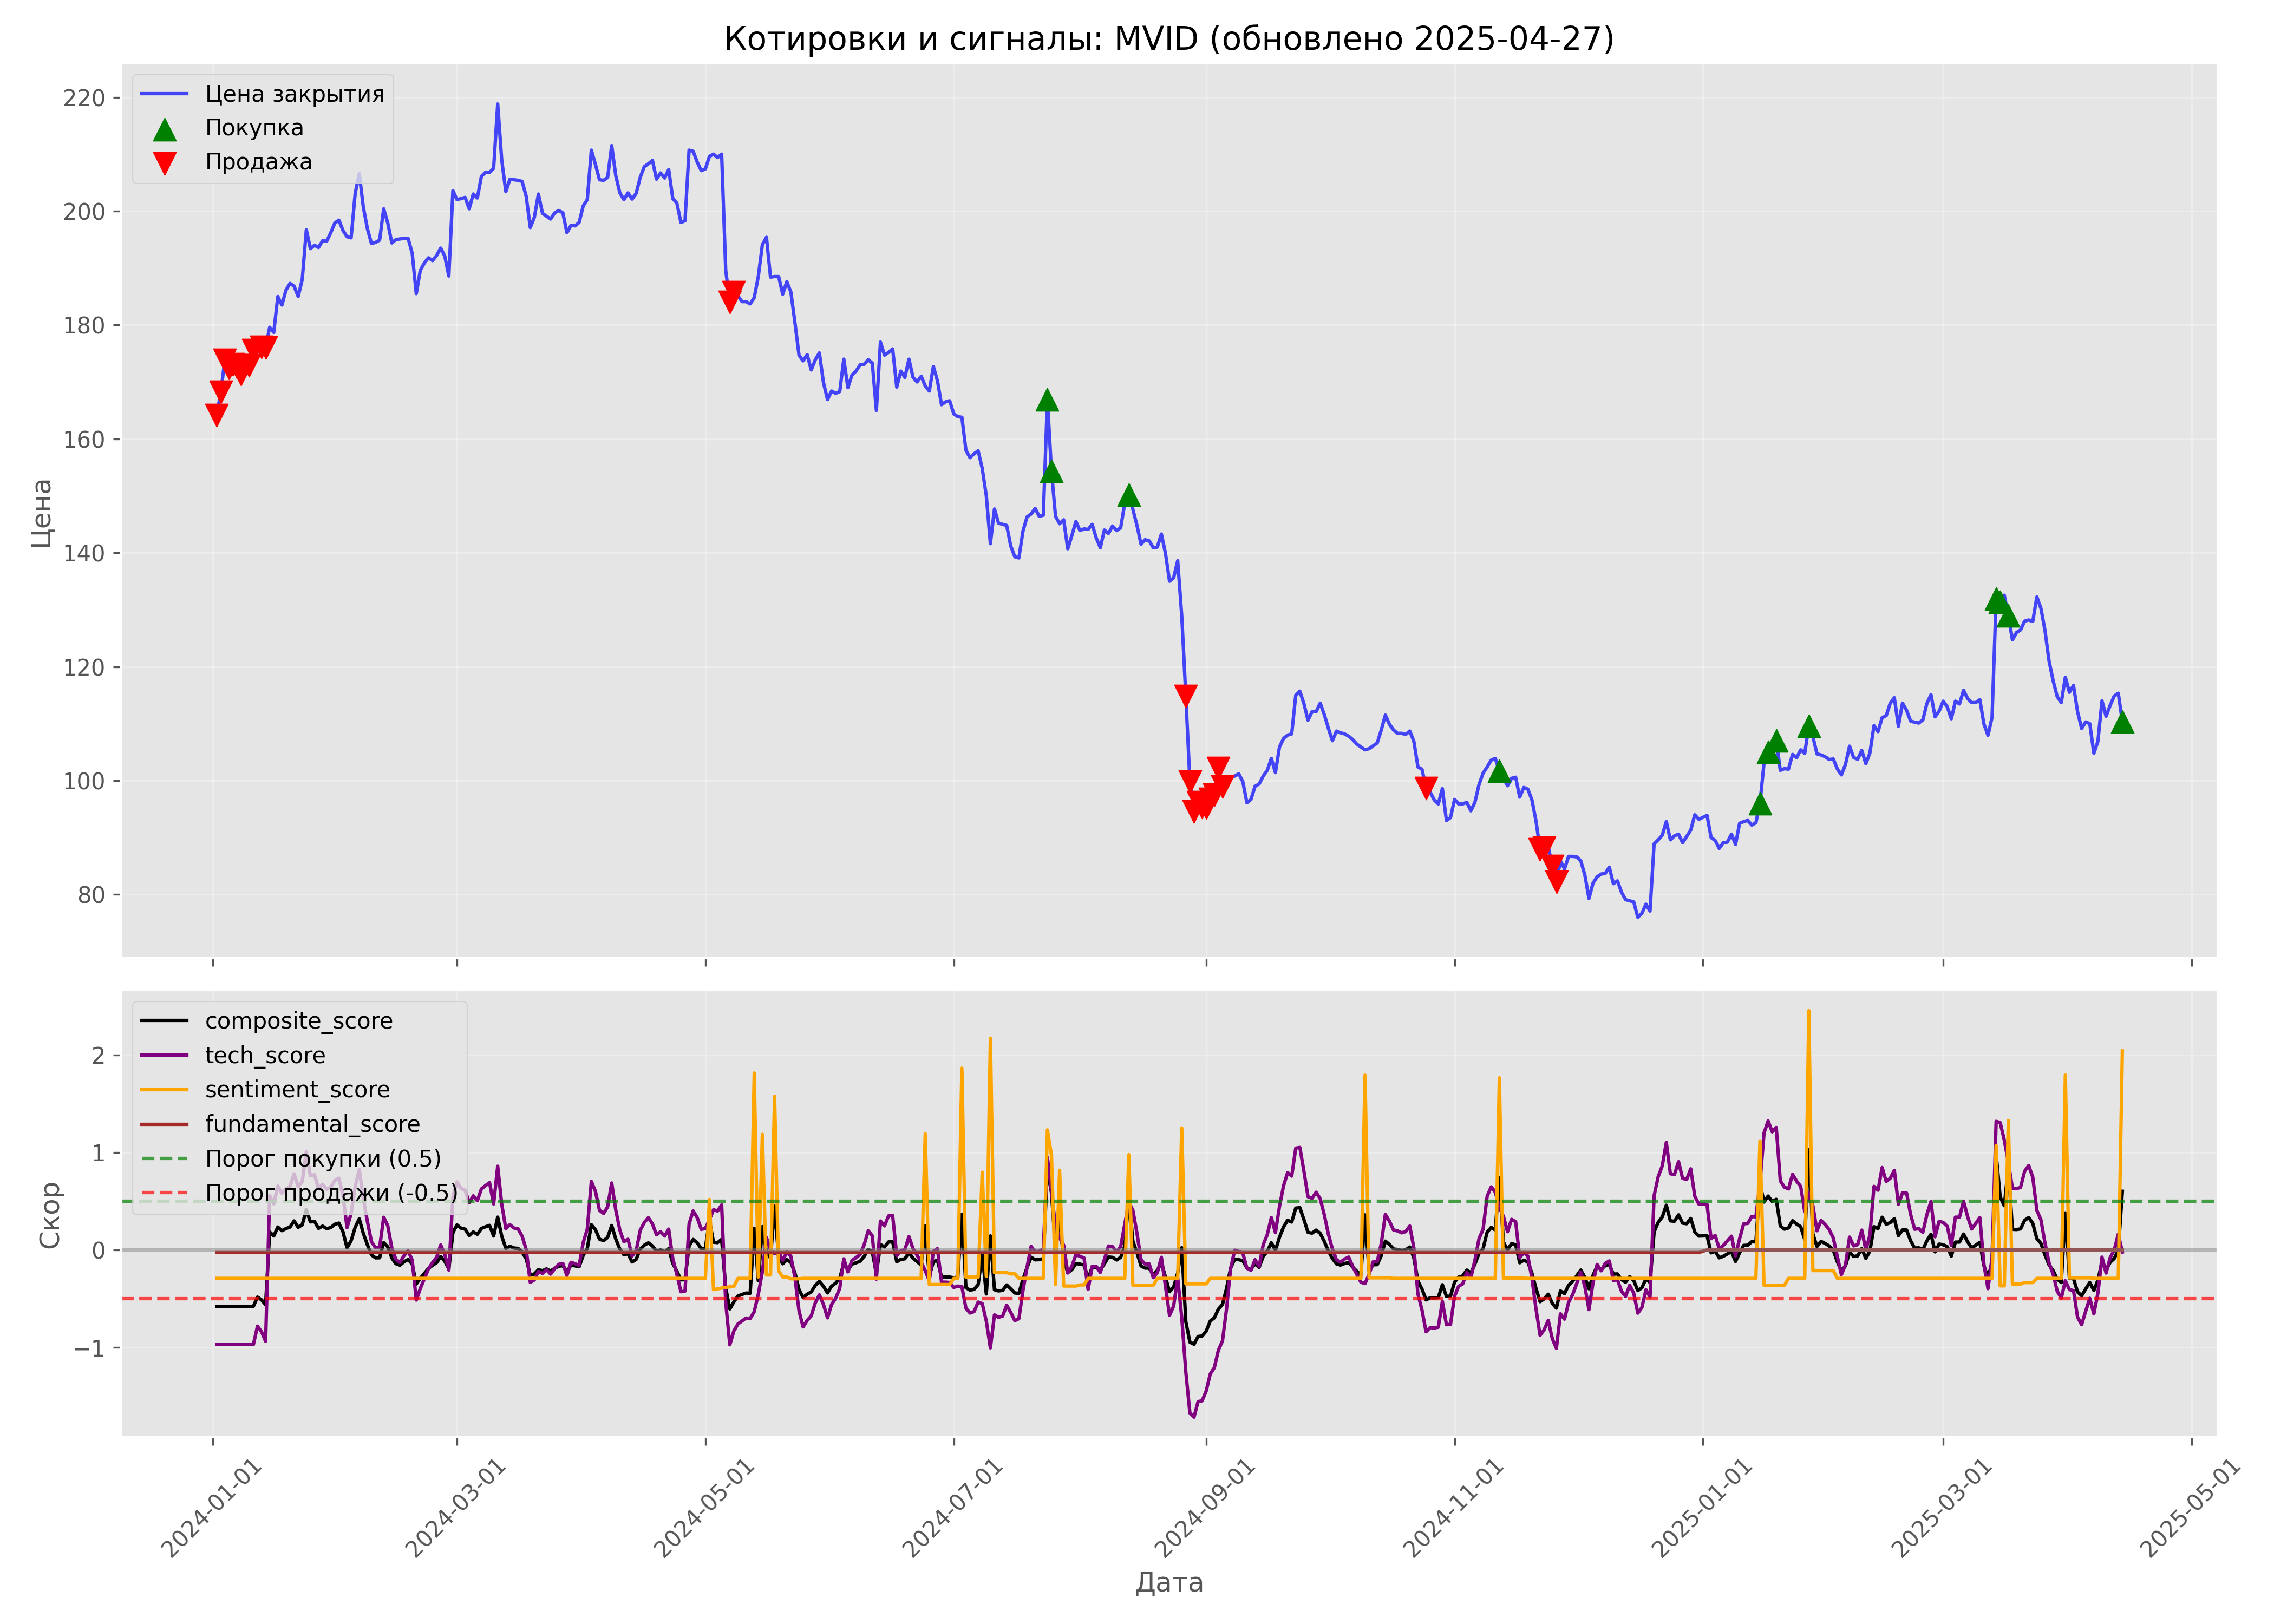 Котировки и сигналы: MVID (обновлено 2025-04-27)
Цена закрытия
Покупка
Продажа
220
200
180
160
140
120
100
80
Цена
composite_score
tech_score
sentiment_score
fundamental_score
Порог покупки (0.5)
Порог продажи (-0.5)
2
1
0
−1
Скор
2024-01-01
2024-03-01
2024-05-01
2024-07-01
2024-09-01
2024-11-01
2025-01-01
2025-03-01
2025-05-01
Дата